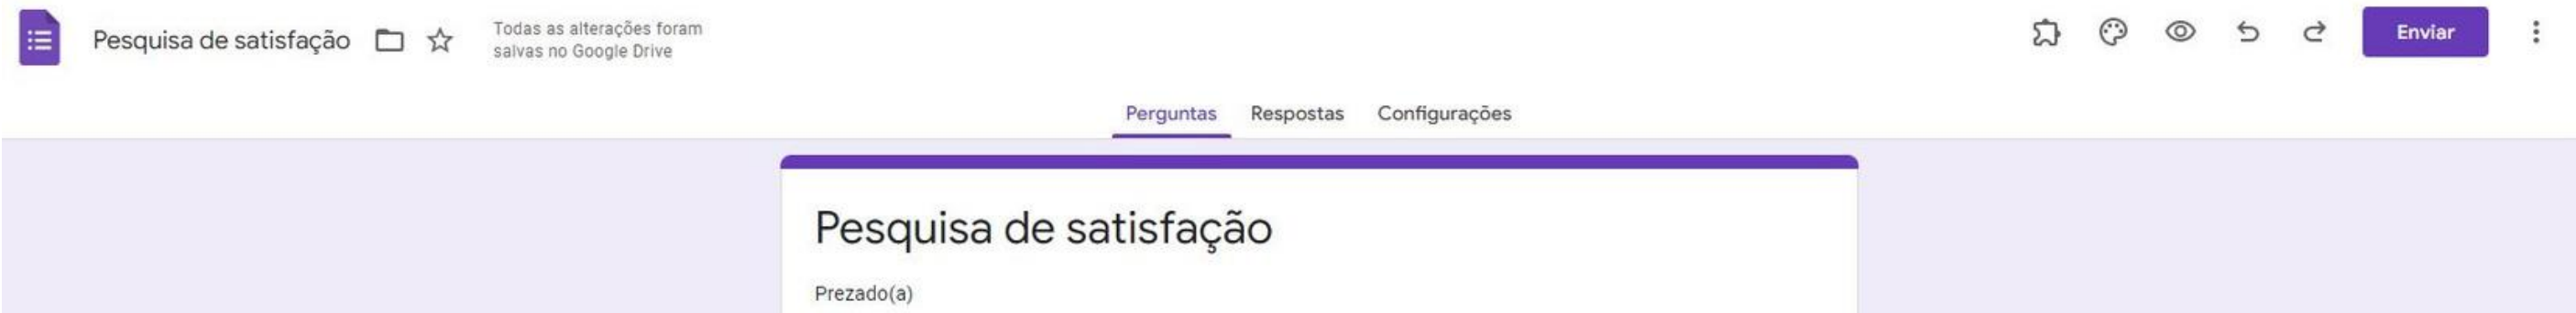 Pesquisa de satisfação
Todas as alterações foram
salvas no Google Drive
Enviar
Perguntas Respostas Configurações
Pesquisa de satisfação
Prezado(a)